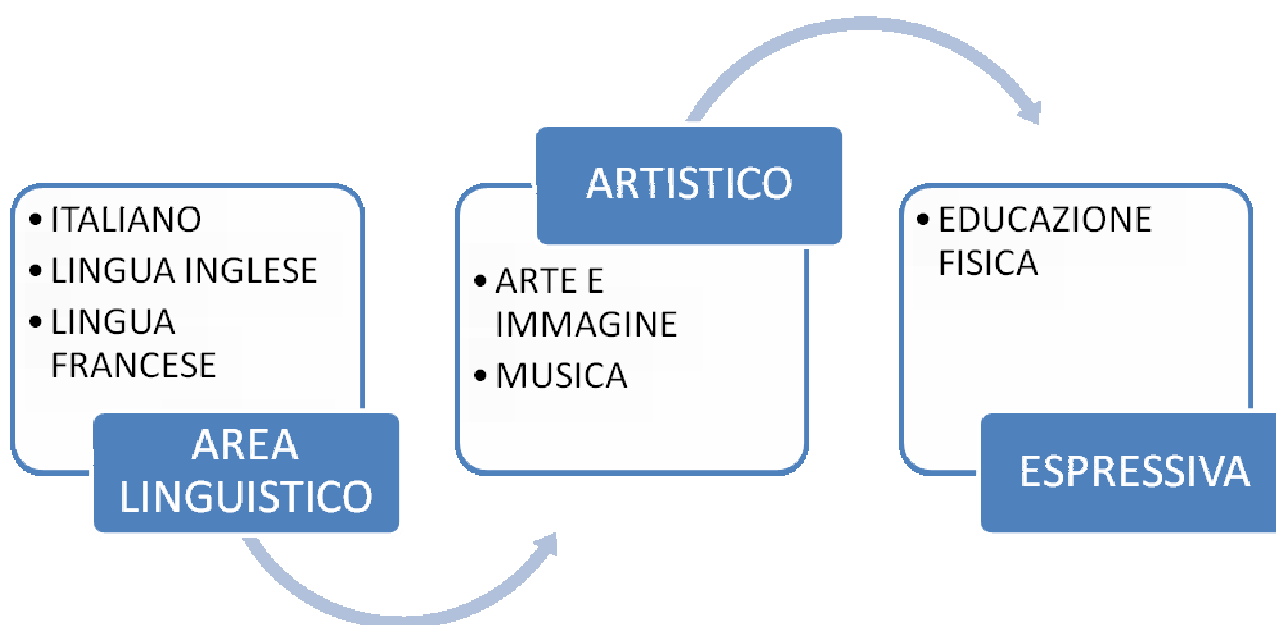 • ITALIANO
• LINGUA INGLESE
• LINGUA
FRANCESE
AREA
LINGUISTICO
ARTISTICO
• ARTE E
IMMAGINE
• MUSICA
• EDUCAZIONE
FISICA
ESPRESSIVA